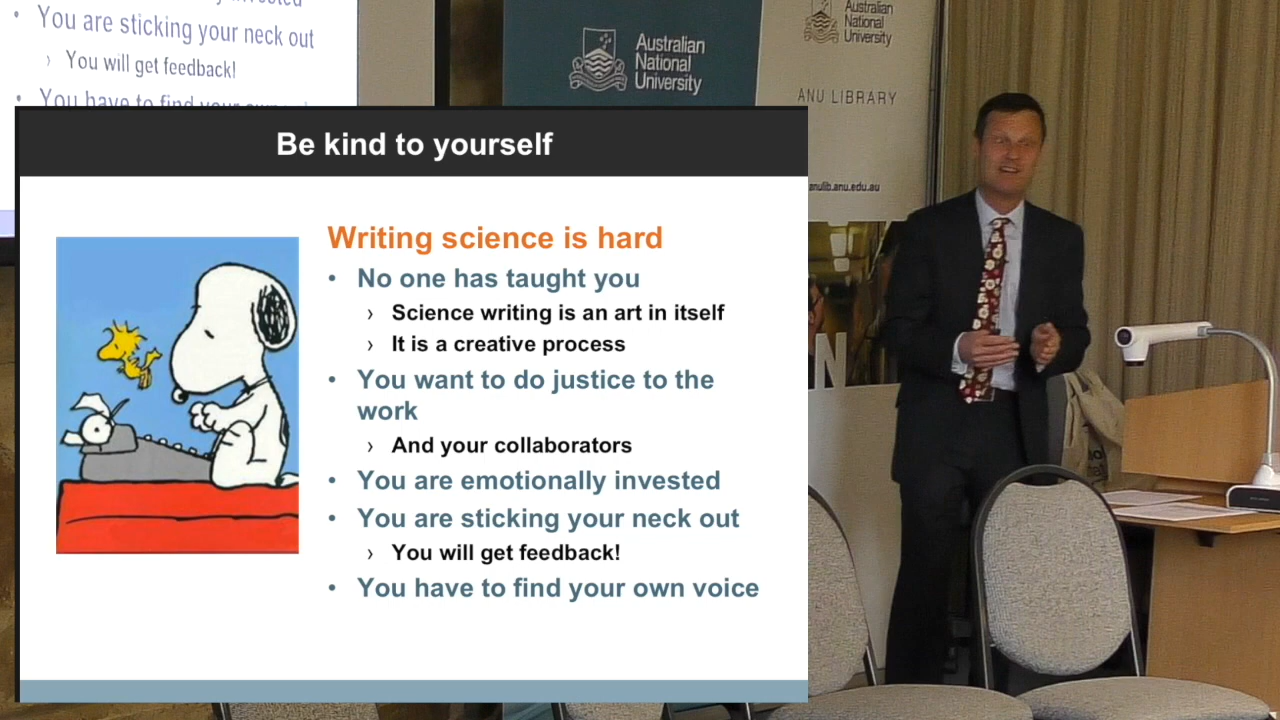 You are sticking your neck out
› You will get feedback!
Australian
National
University
Australian
National
University
ANU LIBRARY
anulib.anu.edu.au
Be kind to yourself
Writing science is hard
• No one has taught you
› Science writing is an art in itself
› It is a creative process
• You want to do justice to the
work
› And your collaborators
• You are emotionally invested
• You are sticking your neck out
› You will get feedback!
• You have to find your own voice